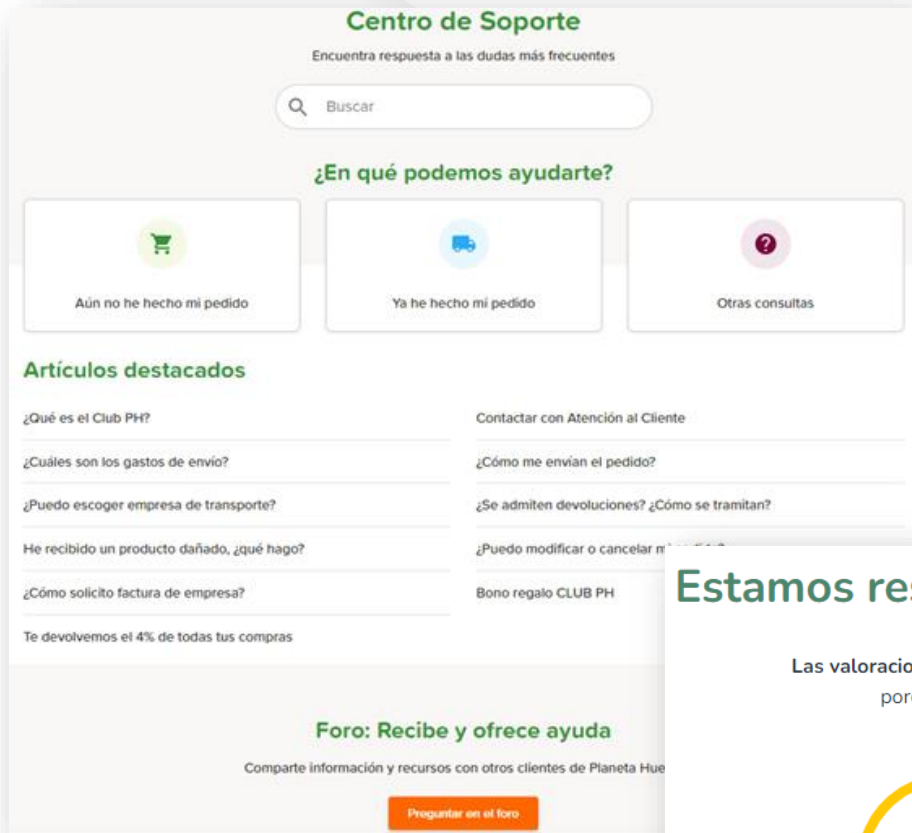 Centro de Soporte
Encuentra respuesta a las dudas más frecuentes
Buscar
¿En qué podemos ayudarte?
Aún no he hecho mi pedido
Ya he hecho mi pedido
Otras consultas
Artículos destacados
¿Qué es el Club PH?
Contactar con Atención al Cliente
¿Cuáles son los gastos de envío?
¿Cómo me envían el pedido?
¿Puedo escoger empresa de transporte?
¿Se admiten devoluciones? ¿Cómo se tramitan?
He recibido un producto dañado, ¿qué hago?
¿Puedo modificar o cancelar
¿Cómo solicito factura de empresa?
Bono regalo CLUB PH
Te devolvemos el 4% de todas tus compras
Foro: Recibe y ofrece ayuda
Comparte información y recursos con otros clientes de Planeta
Preguntar en el foro
Estamos
Las